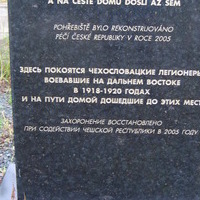 A NA CESTĚ DOMŮ DOŠLI AŽ SEM
POHŘEBIŠTĚ BYLO REKONSTRUOVÁNO
PÉČÍ ČESKÉ REPUBLIKY V ROCE 2005
ЗДЕСЬ ПОКОЯТСЯ ЧЕХОСЛОВАЦКИЕ ЛЕГИОНЕРЫ
ВОЕВАВШИЕ НА ДАЛЬНЕМ ВОСТОКЕ
В 1918-1920 ГОДАХ
И НА ПУТИ ДОМОЙ ДОШЕДШИЕ ДО ЭТИХ МЕСТ
ЗАХОРОНЕНИЕ ВОССТАНОВЛЕНО
ПРИ СОДЕЙСТВИИ ЧЕШСКОЙ РЕСПУБЛИКИ В 2005 ГОДУ